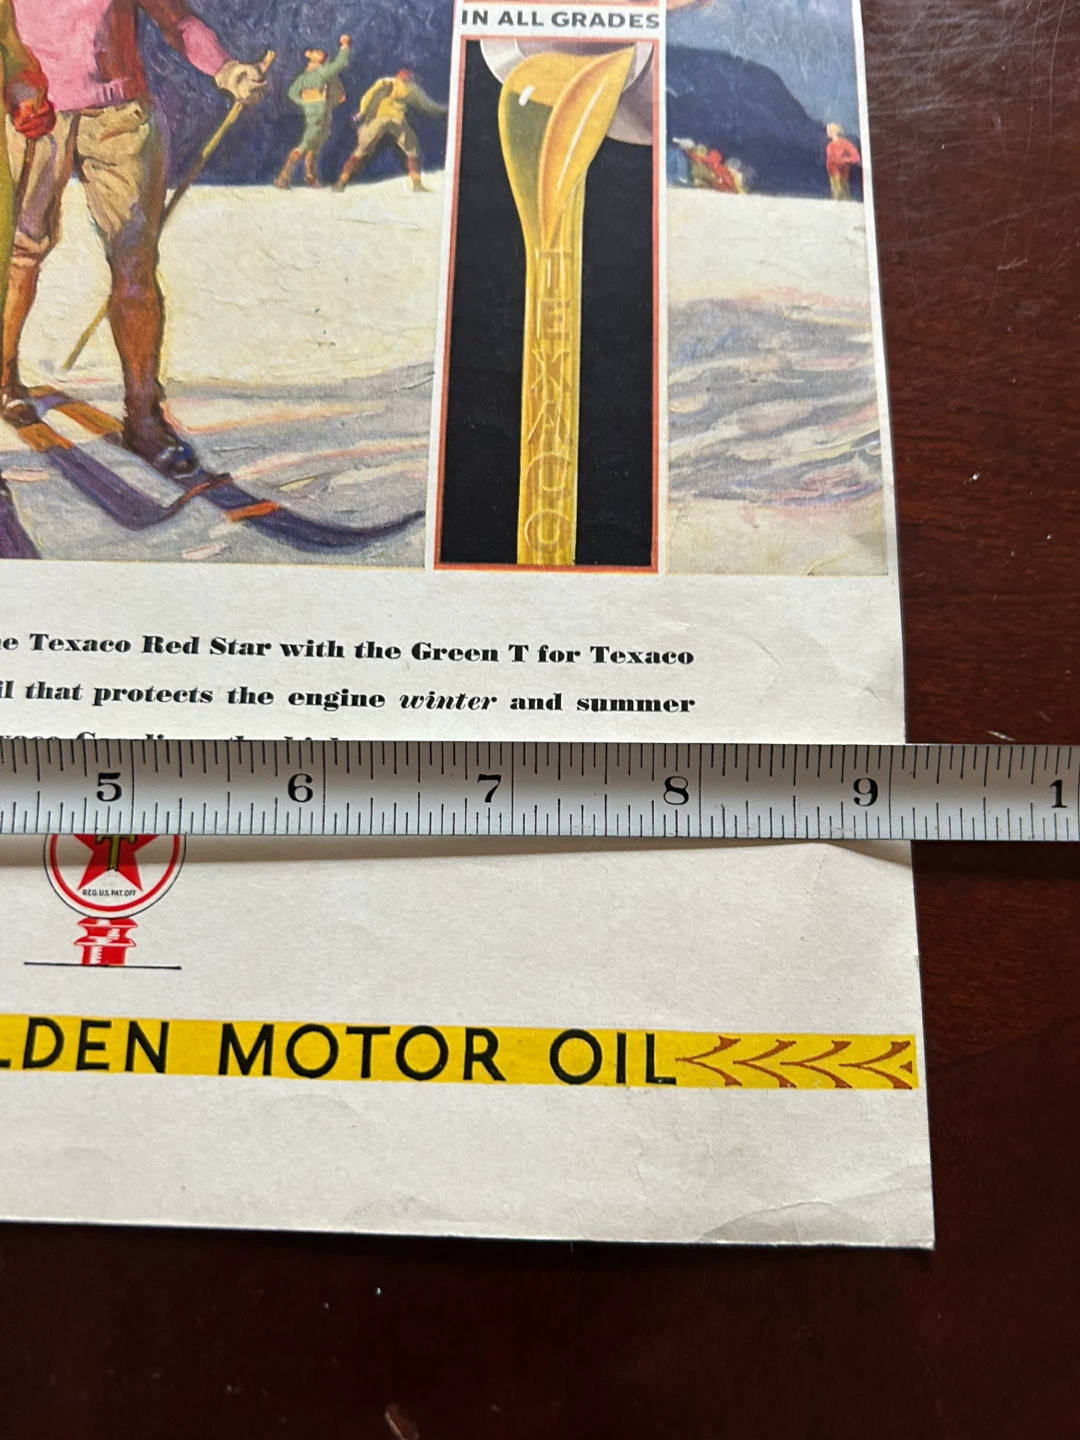 IN ALL GRADES
TEXACO
e Texaco Red Star with the Green T for Texaco
il that protects the engine winter and summer
5 6 7 8 9 1
T
REG. U.S. PAT. OFF
LDEN MOTOR OIL